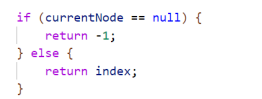 if (currentNode == null) {
    return -1;
} else {
    return index;
}